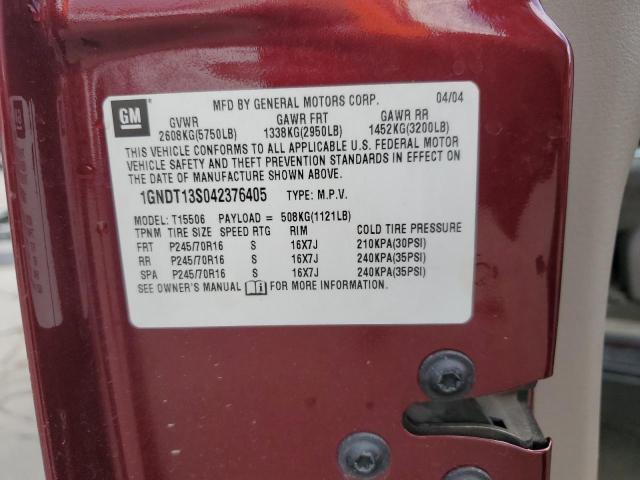 MFD BY GENERAL MOTORS CORP. 04/04
GM GVWR GAWR FRT GAWR RR
2608KG(5750LB) 1338KG(2950LB) 1452KG(3200LB)
THIS VEHICLE CONFORMS TO ALL APPLICABLE U.S. FEDERAL MOTOR
VEHICLE SAFETY AND THEFT PREVENTION STANDARDS IN EFFECT ON
THE DATE OF MANUFACTURE SHOWN ABOVE.
1GNDT13S042376405 TYPE: M.P.V.
MODEL: T15506 PAYLOAD = 508KG(1121LB)
TPNM TIRE SIZE SPEED RTG RIM COLD TIRE PRESSURE
FRT P245/70R16 S 16X7J 210KPA(30PSI)
RR P245/70R16 S 16X7J 240KPA(35PSI)
SPA P245/70R16 S 16X7J 240KPA(35PSI)
SEE OWNER'S MANUAL FOR MORE INFORMATION.